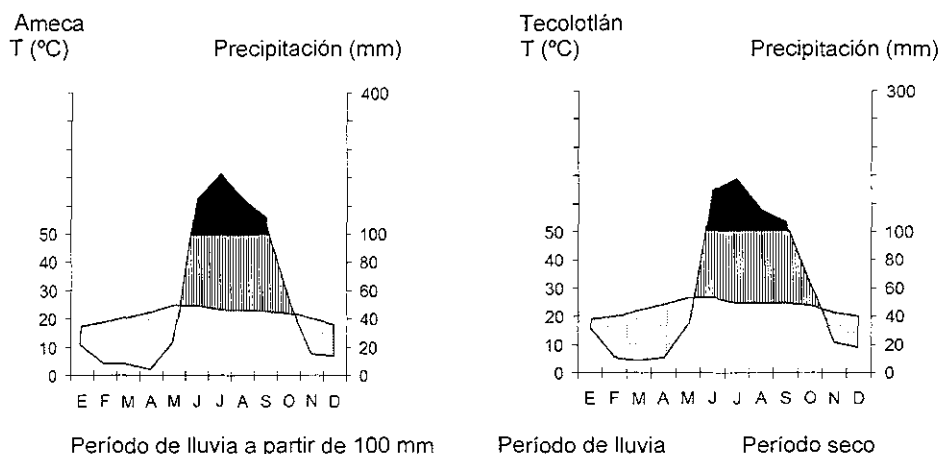 Ameca
T (ºC) Precipitación (mm)
400
50 100
40 80
30 60
20 40
10 20
0 0
E F M A M J J A S O N D
Tecolotlán
T (ºC) Precipitación (mm)
300
50 100
40 80
30 60
20 40
10 20
0 0
E F M A M J J A S O N D
Período de lluvia a partir de 100 mm Período de lluvia Período seco